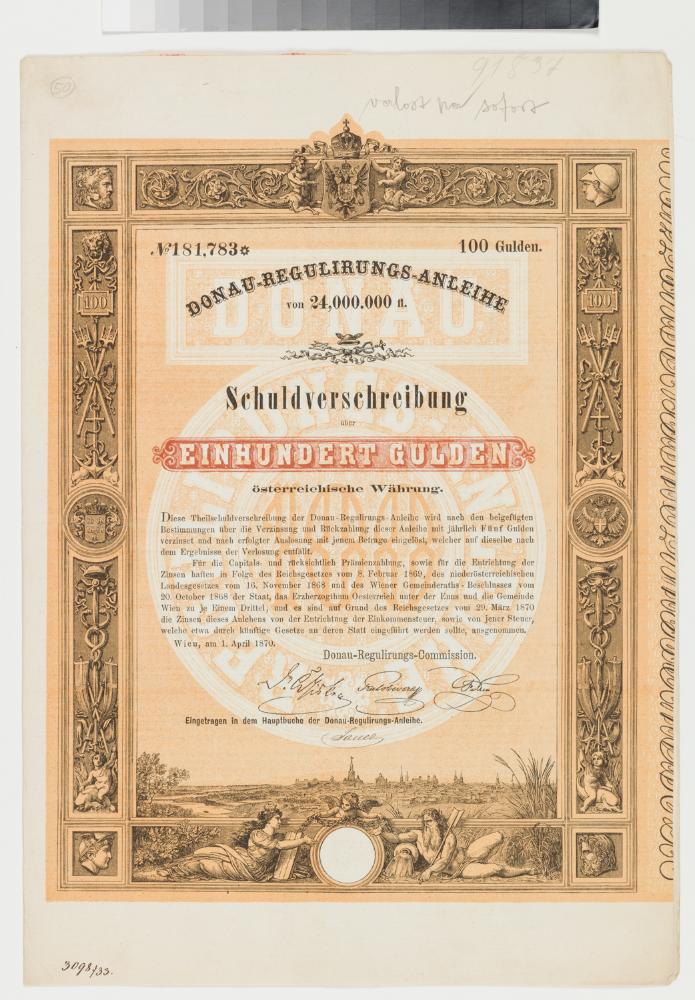 50
91837
verlost per sofort
№181,783
100 Gulden.
DONAU-REGULIRUNGS-ANLEIHE
von 24,000.000 fl.
DONAU
100
100
Schuldverschreibung
über
EINHUNDERT GULDEN
österreichische Währung.
Diese Theilschuldverschreibung der Donau-Regulirungs-Anleihe wird nach den beigefügten
Bestimmungen über die Verzinsung und Rückzahlung dieser Anleihe mit jährlich Fünf Gulden
verzinset und nach erfolgter Auslosung mit jenem Betrage eingelöst, welcher auf dieselbe nach
dem Ergebnisse der Verlosung entfällt.
Für die Capitals- und rücksichtlich Prämienzahlung, sowie für die Entrichtung der
Zinsen haften in Folge des Reichsgesetzes vom 8. Februar 1869, des niederösterreichischen
Landesgesetzes vom 16. November 1868 und des Wiener Gemeinderaths-Beschlusses vom
20. October 1868 der Staat, das Erzherzogthum Oesterreich unter der Enns und die Gemeinde
Wien zu je Einem Drittel, und es sind auf Grund des Reichsgesetzes vom 29. März 1870
die Zinsen dieses Anlehens von der Entrichtung der Einkommensteuer, sowie von jener Steuer,
welche etwa durch künftige Gesetze an deren Statt eingeführt werden sollte, ausgenommen.
Wien, am 1. April 1870.
Donau-Regulirungs-Commission.
Eingetragen in dem Hauptbuche der Donau-Regulirungs-Anleihe.
3098/33.